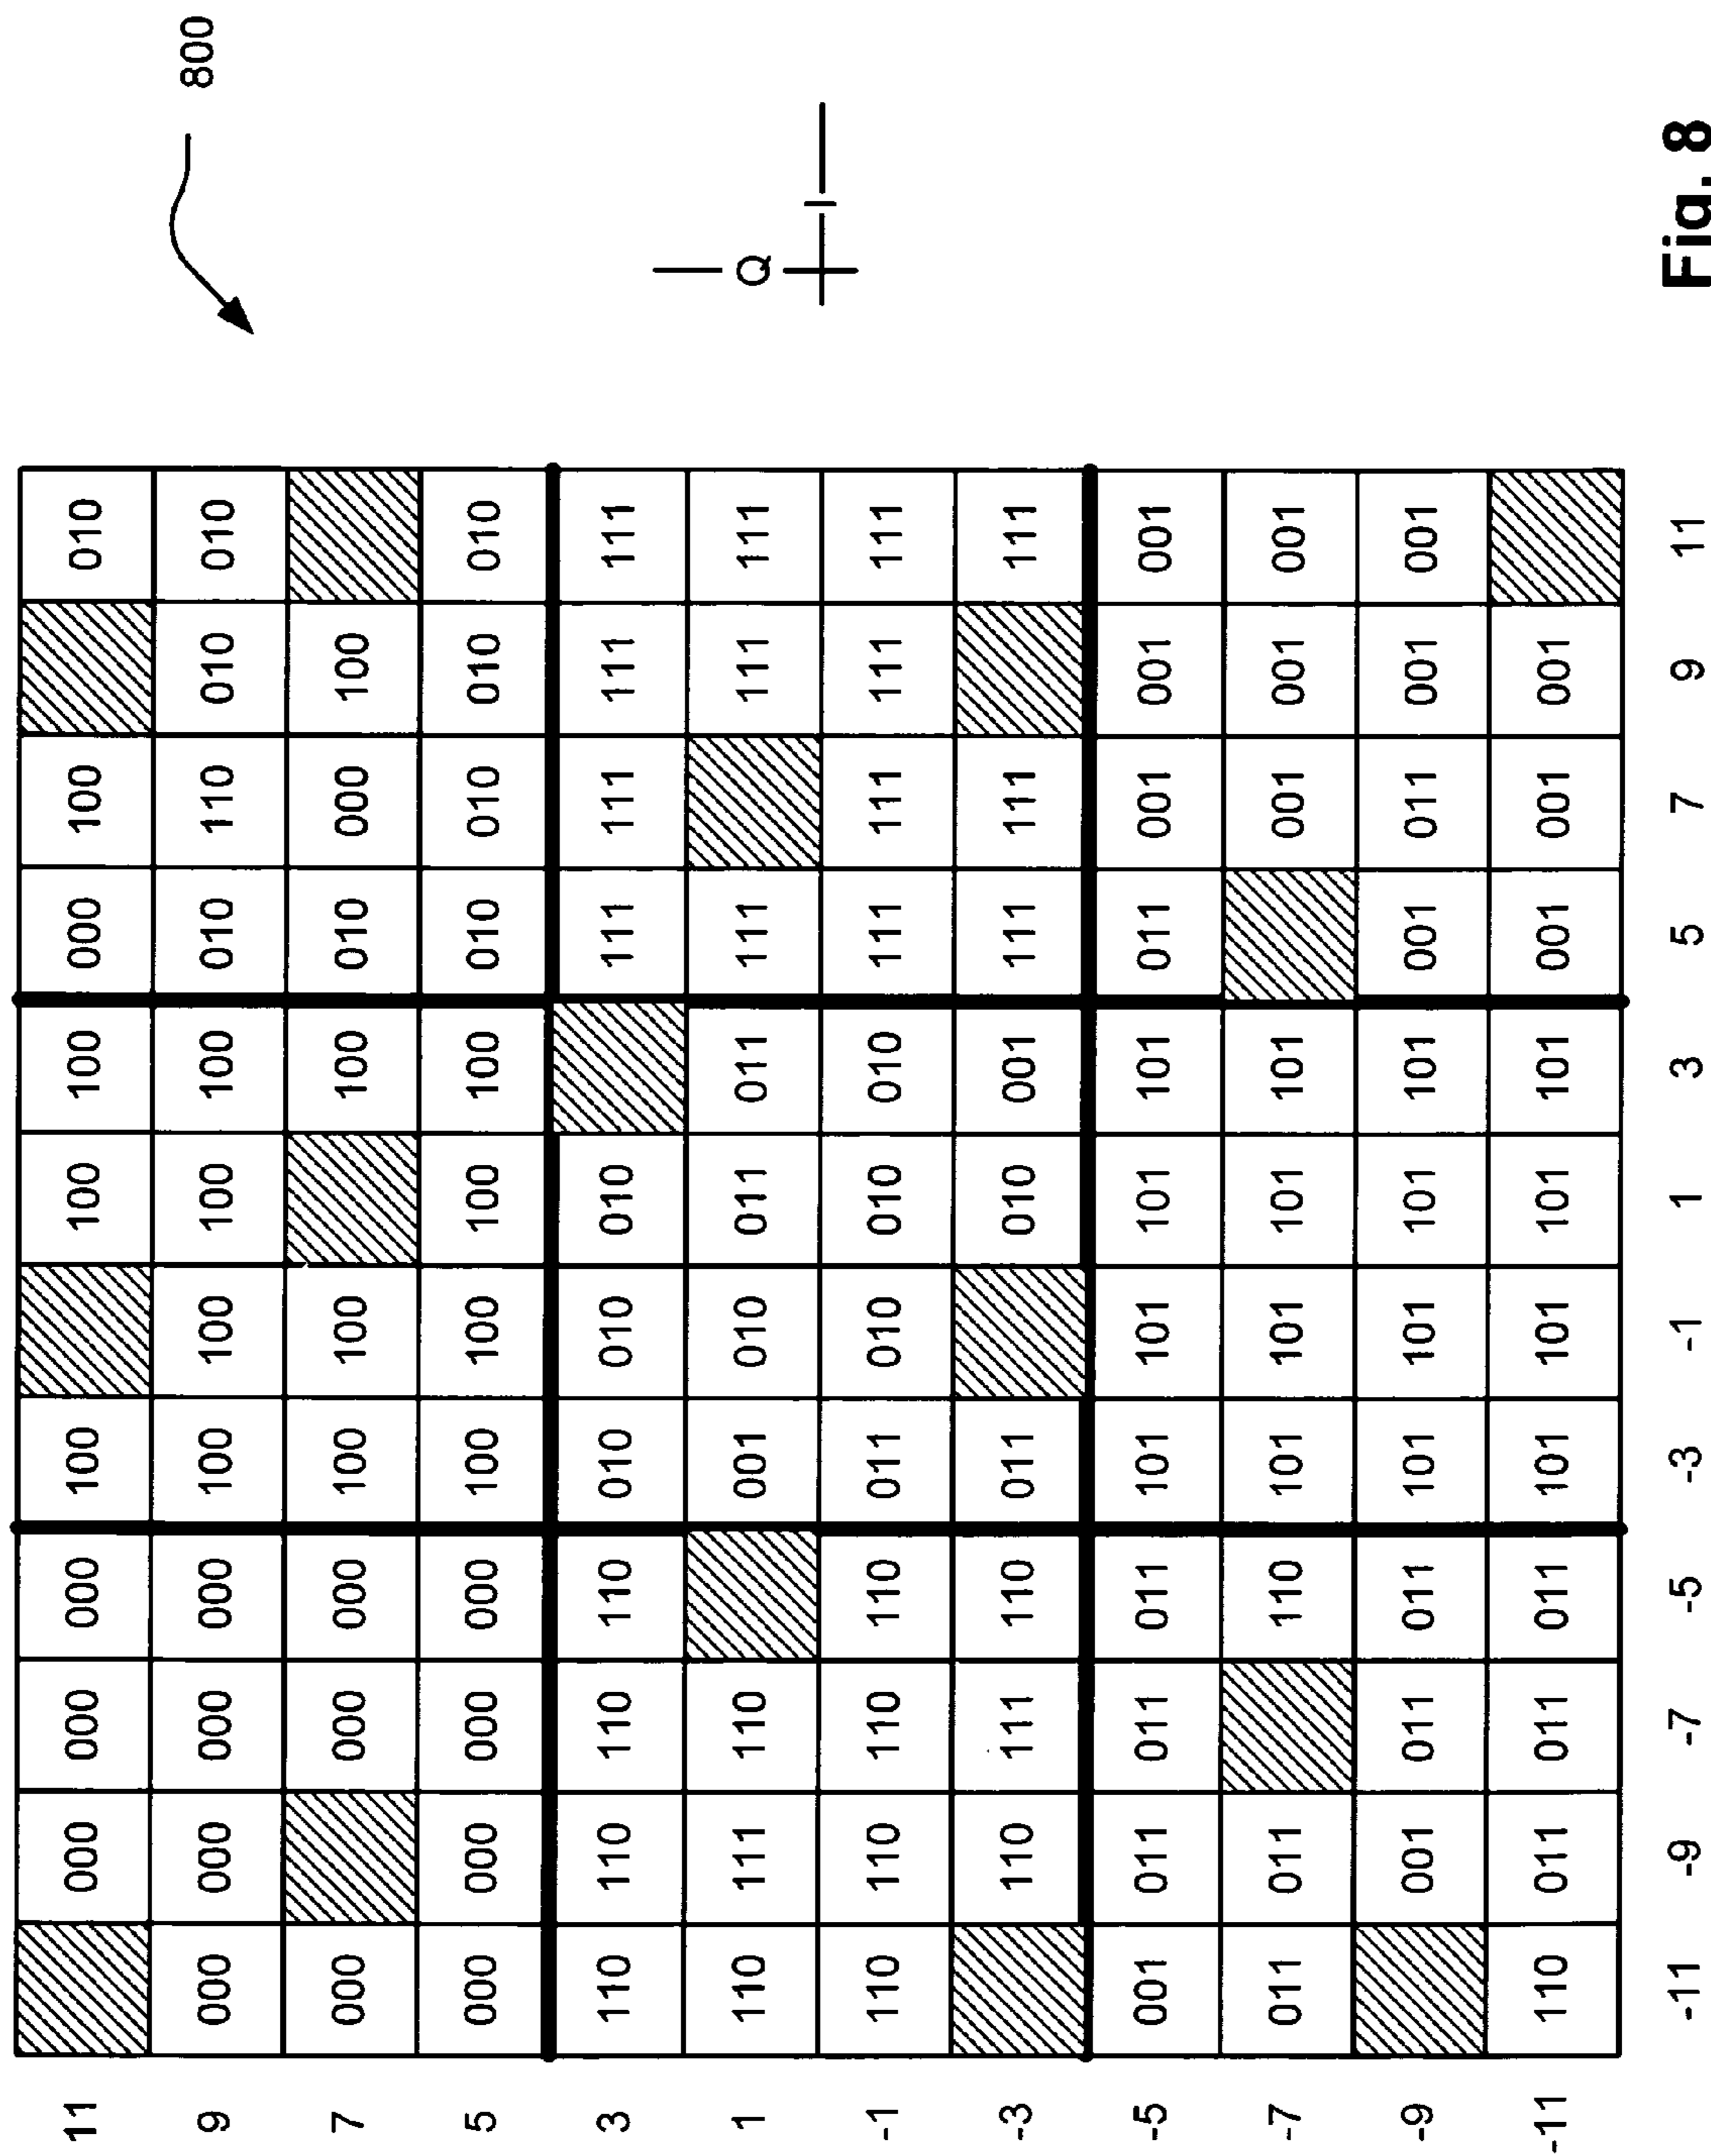 800
11 000 000 000 100 100 100 000 100 010
9 000 000 000 000 100 100 100 100 010 110 010 010
7 000 000 000 100 100 100 010 000 100
5 000 000 000 000 100 100 100 100 010 010 010 010
3 110 110 110 110 010 010 010 111 111 111 111
1 110 111 110 001 010 011 011 111 111 111
-1 110 110 110 110 011 010 010 010 111 111 111 111
-3 110 111 110 011 010 001 111 111 111
-5 001 011 011 011 101 101 101 101 011 001 001 001
-7 011 011 110 101 101 101 101 001 001 001
-9 001 011 011 101 101 101 101 001 011 001 001
-11 110 011 011 011 101 101 101 101 001 001 001
-11 -9 -7 -5 -3 -1 1 3 5 7 9 11
Q
I
Fig. 8